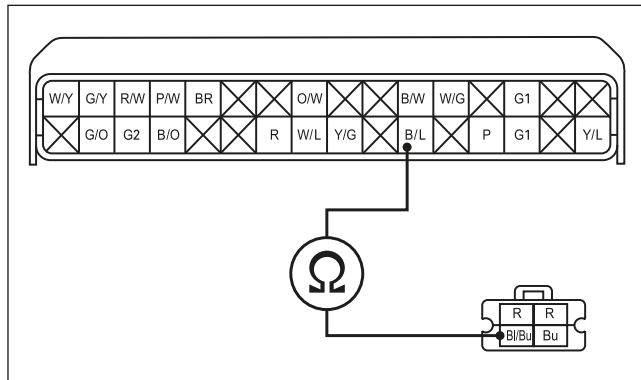 W/Y G/Y R/W P/W BR O/W B/W W/G G1
G/O G2 B/O R W/L Y/G B/L P G1 Y/L
Ω
R R
Bl/Bu Bu